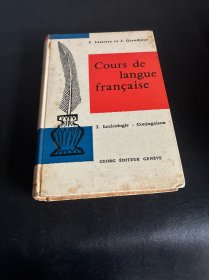 E. Lasserre et J. Grandjean
Cours de
langue
française
I. Lexicologie - Conjugaison
GEORG ÉDITEUR GENÈVE